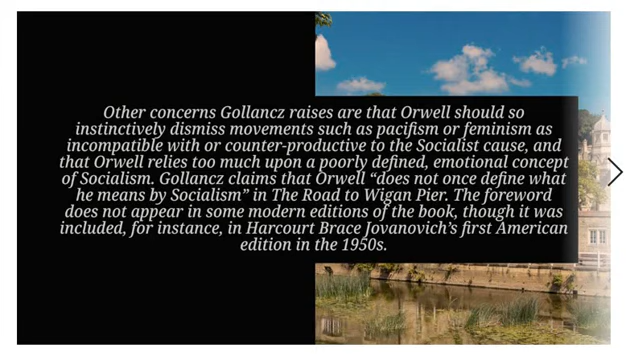 Other concerns Gollancz raises are that Orwell should so
instinctively dismiss movements such as pacifism or feminism as
incompatible with or counter-productive to the Socialist cause, and
that Orwell relies too much upon a poorly defined, emotional concept
of Socialism. Gollancz claims that Orwell “does not once define what
he means by Socialism” in The Road to Wigan Pier. The foreword
does not appear in some modern editions of the book, though it was
included, for instance, in Harcourt Brace Jovanovich’s first American
edition in the 1950s.